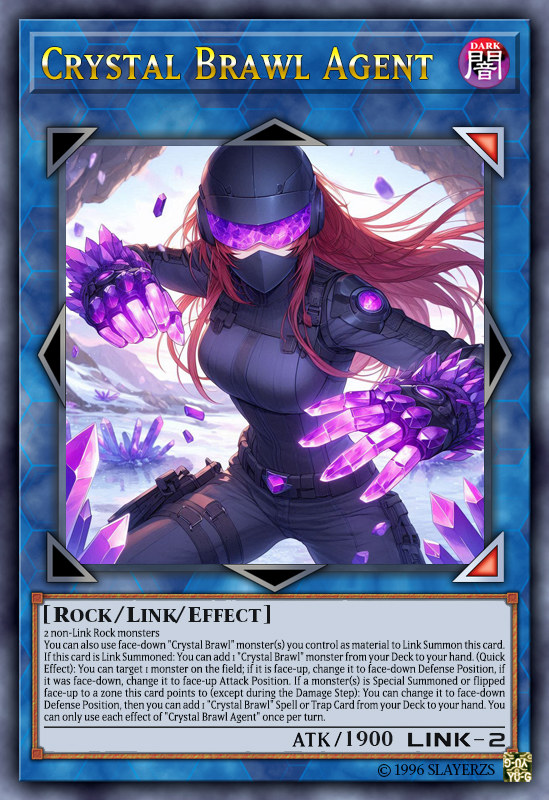 Crystal Brawl Agent
DARK
闇
[Rock/Link/Effect]
2 non-Link Rock monsters
You can also use face-down "Crystal Brawl" monster(s) you control as material to Link Summon this card.
If this card is Link Summoned: You can add 1 "Crystal Brawl" monster from your Deck to your hand. (Quick
Effect): You can target 1 monster on the field; if it is face-up, change it to face-down Defense Position, if
it was face-down, change it to face-up Attack Position. If a monster(s) is Special Summoned or flipped
face-up to a zone this card points to (except during the Damage Step): You can change it to face-down
Defense Position, then you can add 1 "Crystal Brawl" Spell or Trap Card from your Deck to your hand. You
can only use each effect of "Crystal Brawl Agent" once per turn.
ATK/1900 LINK-2
© 1996 SLAYERZS